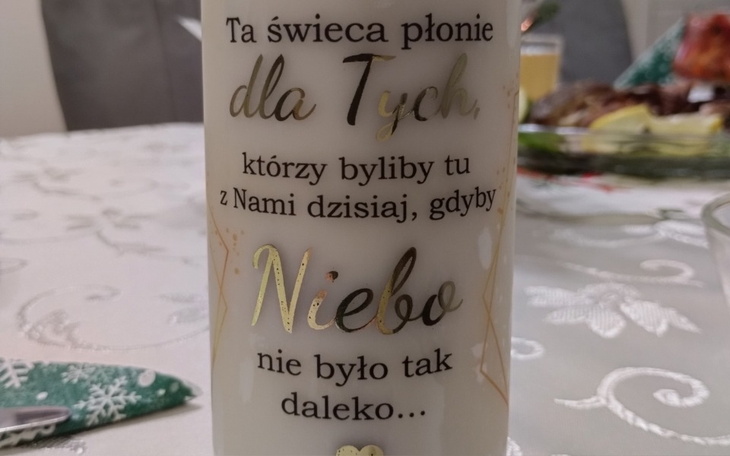 Ta świeca płonie
dla Tych,
którzy byliby tu
z Nami dzisiaj, gdyby
Niebo
nie było tak
daleko...